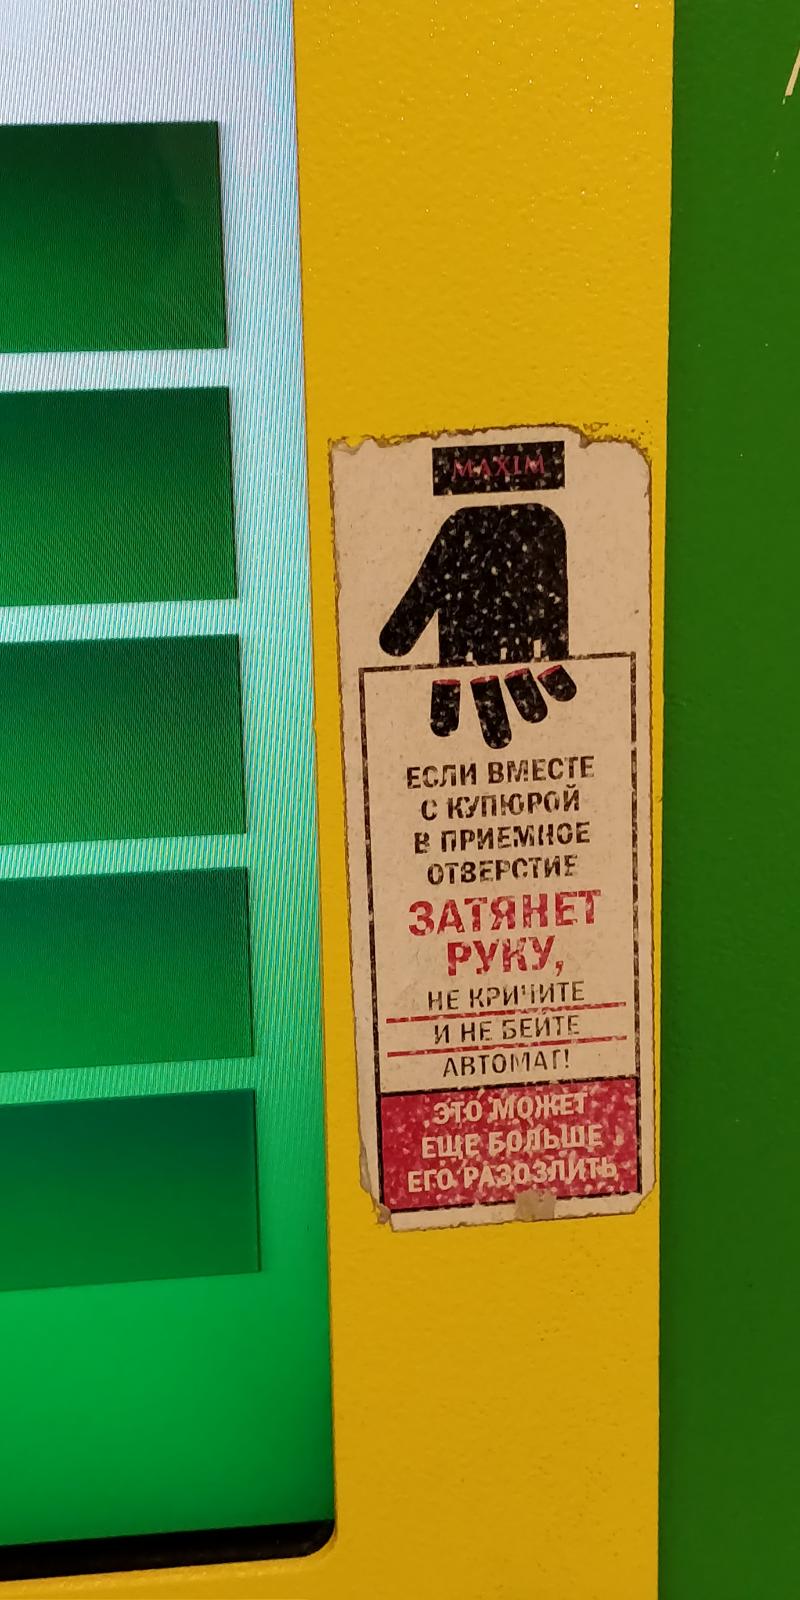 MAXIM
ЕСЛИ ВМЕСТЕ
С КУПЮРОЙ
В ПРИЕМНОЕ
ОТВЕРСТИЕ
ЗАТЯНЕТ
РУКУ,
НЕ КРИЧИТЕ
И НЕ БЕЙТЕ
АВТОМАТ!
ЭТО МОЖЕТ
ЕЩЕ БОЛЬШЕ
ЕГО РАЗОЗЛИТЬ